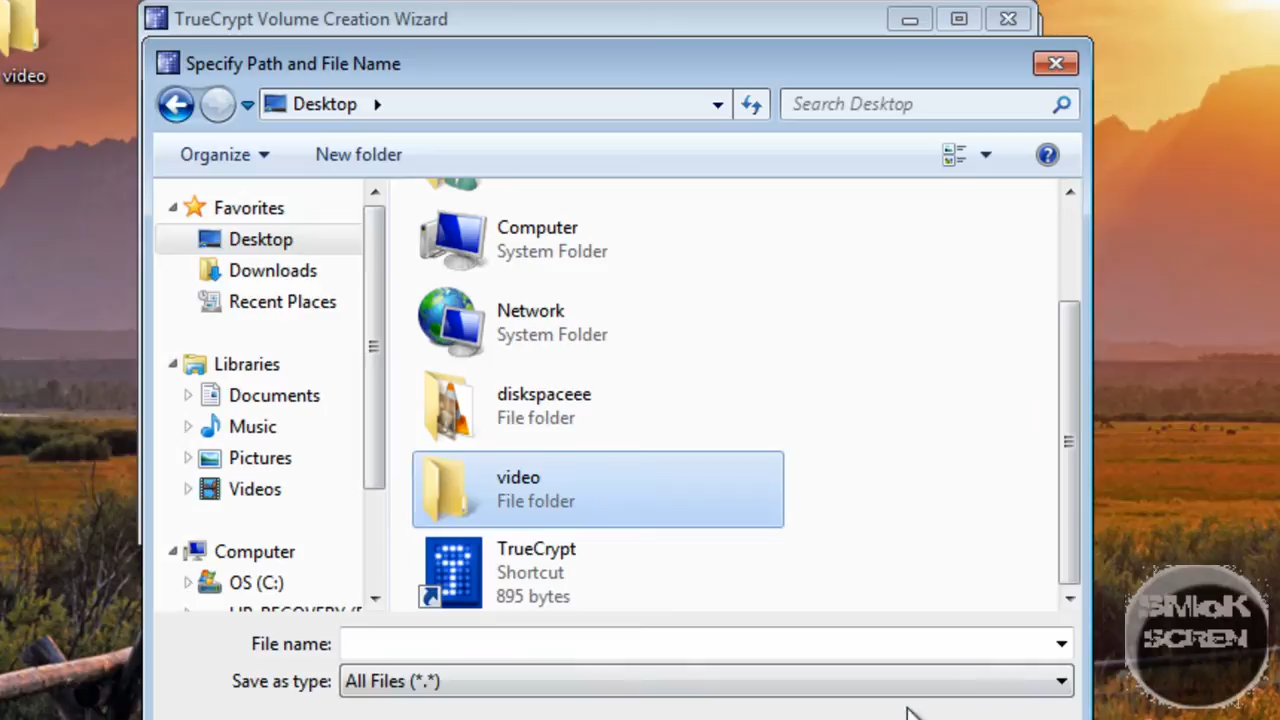 TrueCrypt Volume Creation Wizard
video
Specify Path and File Name
Desktop
Search Desktop
Organize
New folder
Favorites
Desktop
Downloads
Recent Places
Libraries
Documents
Music
Pictures
Videos
Computer
OS (C:)
Computer
System Folder
Network
System Folder
diskspaceee
File folder
video
File folder
TrueCrypt
Shortcut
895 bytes
File name:
Save as type:
All Files (*.*)
SMoK
SCREN